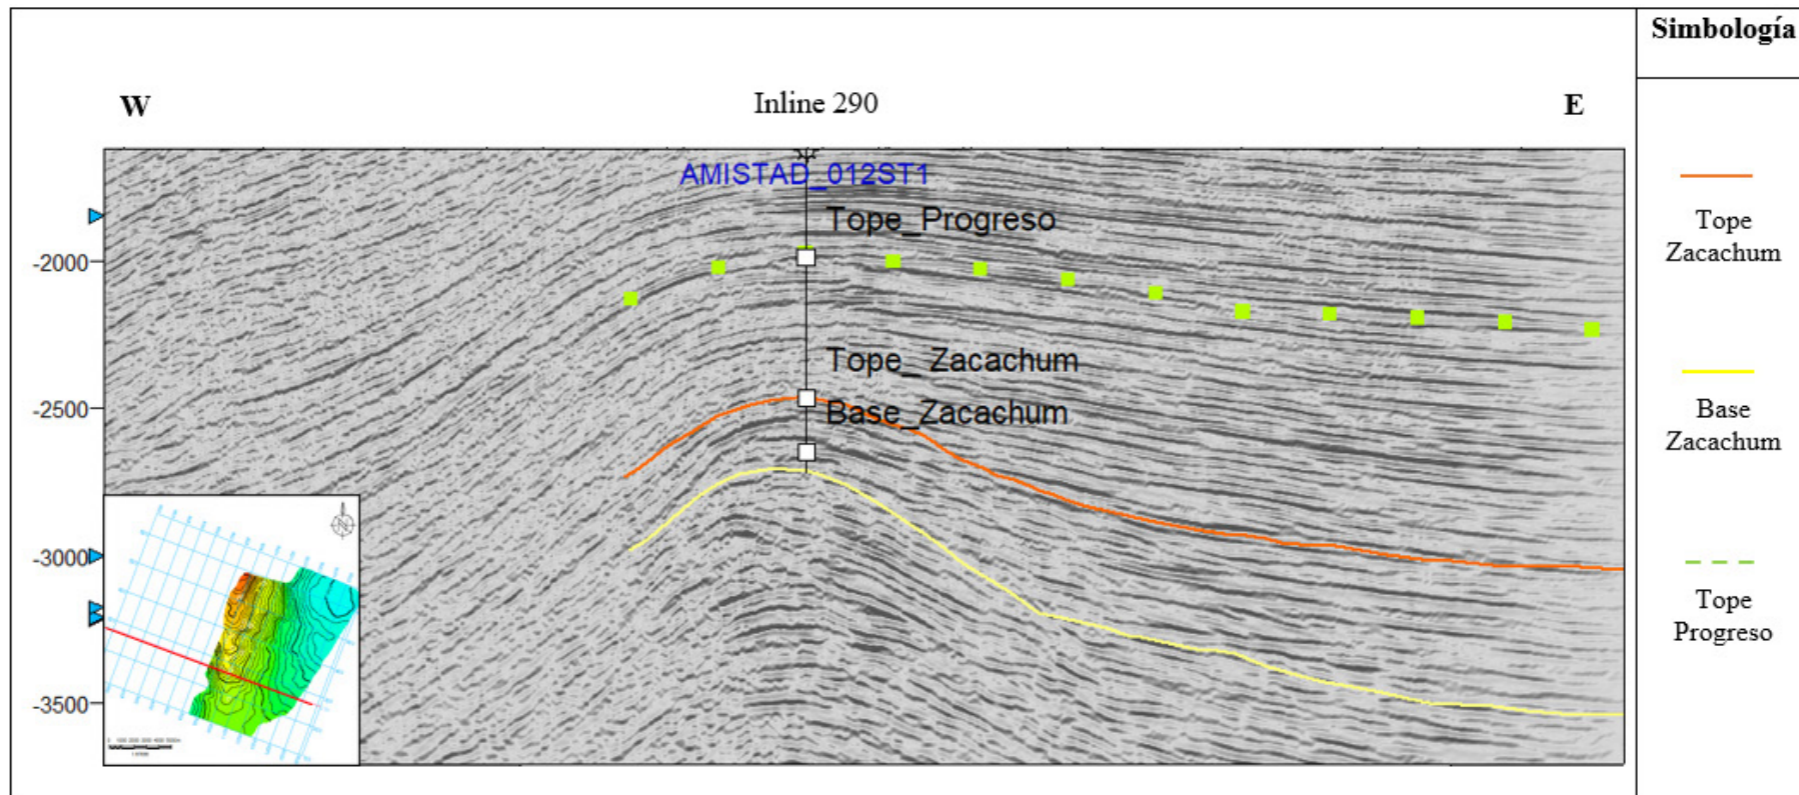 Simbología
W
Inline 290
E
AMISTAD_012ST1
Tope_Progreso
-2000
Tope_ Zacachum
-2500
Base_Zacachum
-3000
-3500
N
Tope
Zacachum
Base
Zacachum
Tope
Progreso